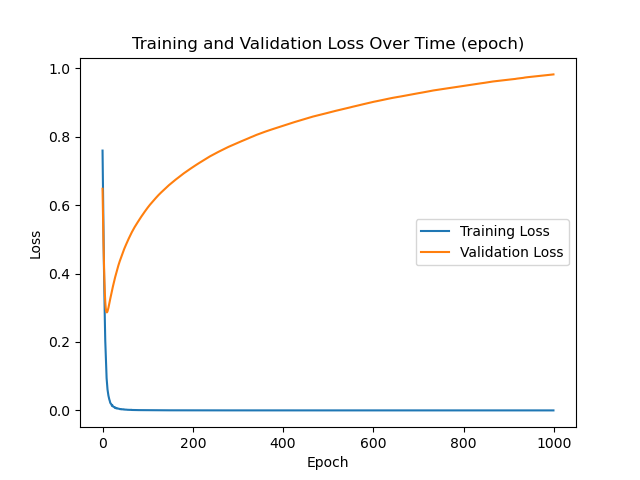 Training and Validation Loss Over Time (epoch)
1.0
0.8
0.6
0.4
0.2
0.0
Loss
Training Loss
Validation Loss
0 200 400 600 800 1000
Epoch